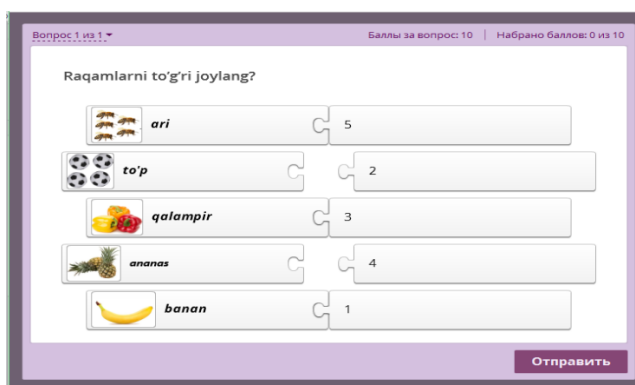 Вопрос 1 из 1
Баллы за вопрос: 10 | Набрано баллов: 0 из 10
Raqamlarni to'g'ri joylang?
ari 5
to'p 2
qalampir 3
ananas 4
banan 1
Отправить